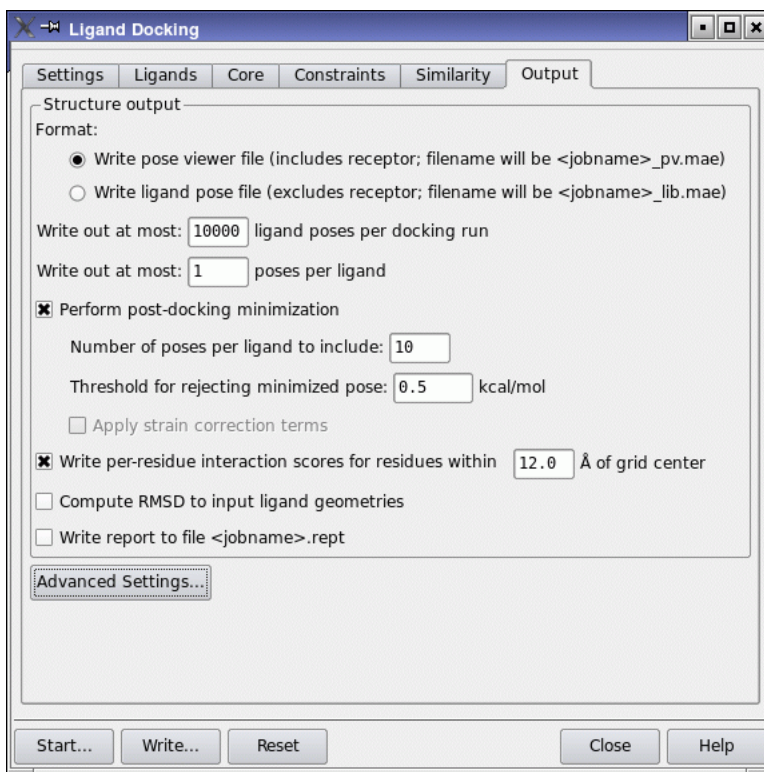 Ligand Docking
Settings Ligands Core Constraints Similarity Output
Structure output
Format:
Write pose viewer file (includes receptor; filename will be <jobname>_pv.mae)
Write ligand pose file (excludes receptor; filename will be <jobname>_lib.mae)
Write out at most: 10000 ligand poses per docking run
Write out at most: 1 poses per ligand
Perform post-docking minimization
Number of poses per ligand to include: 10
Threshold for rejecting minimized pose: 0.5 kcal/mol
Apply strain correction terms
Write per-residue interaction scores for residues within 12.0 Å of grid center
Compute RMSD to input ligand geometries
Write report to file <jobname>.rept
Advanced Settings...
Start... Write... Reset Close Help